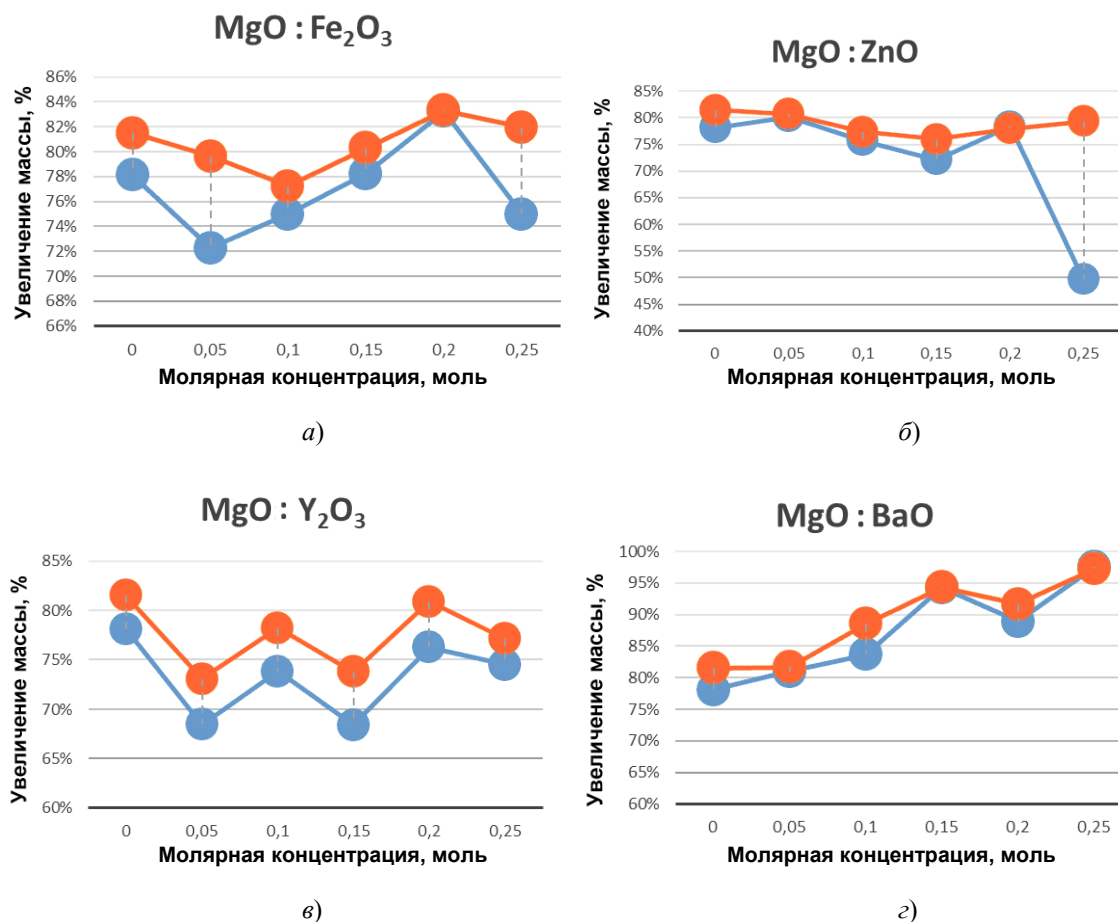 MgO : Fe₂O₃
Увеличение массы, %
86%
84%
82%
80%
78%
76%
74%
72%
70%
68%
66%
0 0,05 0,1 0,15 0,2 0,25
Молярная концентрация, моль
а)
MgO : ZnO
Увеличение массы, %
85%
80%
75%
70%
65%
60%
55%
50%
45%
40%
0 0,05 0,1 0,15 0,2 0,25
Молярная концентрация, моль
б)
MgO : Y₂O₃
Увеличение массы, %
85%
80%
75%
70%
65%
60%
0 0,05 0,1 0,15 0,2 0,25
Молярная концентрация, моль
в)
MgO : BaO
Увеличение массы, %
100%
95%
90%
85%
80%
75%
70%
65%
60%
0 0,05 0,1 0,15 0,2 0,25
Молярная концентрация, моль
г)